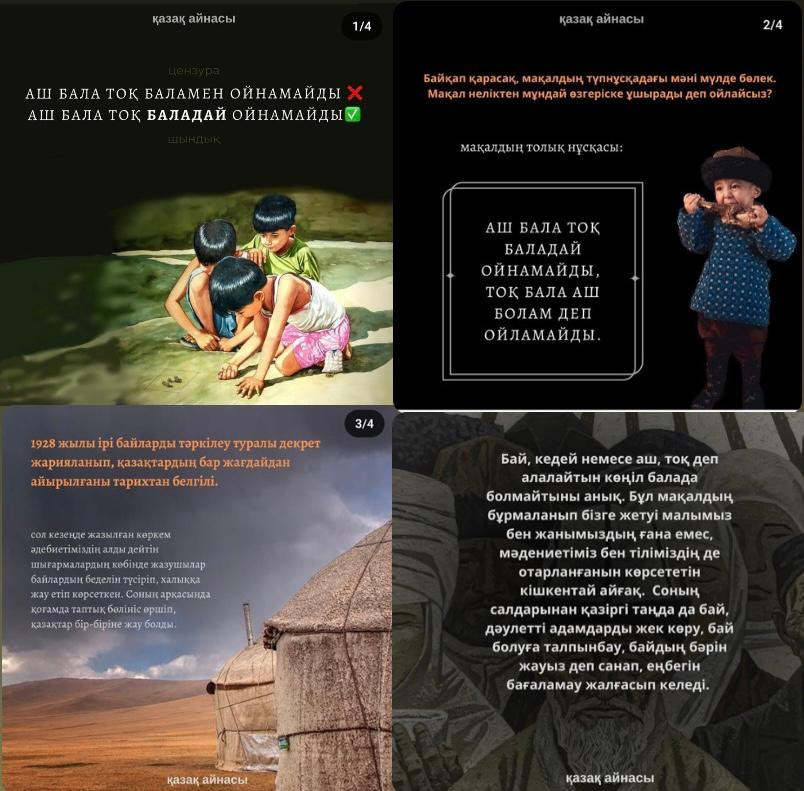 қазақ айнасы
1/4
цензура
АШ БАЛА ТОҚ БАЛАМЕН ОЙНАМАЙДЫ ❌
АШ БАЛА ТОҚ БАЛАДАЙ ОЙНАМАЙДЫ✅
шындық
қазақ айнасы
2/4
Байқап қарасақ, мақалдың түпнұсқадағы мәні мүлде бөлек.
Мақал неліктен мұндай өзгеріске ұшырады деп ойлайсыз?
мақалдың толық нұсқасы:
АШ БАЛА ТОҚ
БАЛАДАЙ
ОЙНАМАЙДЫ,
ТОҚ БАЛА АШ
БОЛАМ ДЕП
ОЙЛАМАЙДЫ.
3/4
1928 жылы ірі байларды тәркілеу туралы декрет
жарияланып, қазақтардың бар жағдайдан
айырылғаны тарихтан белгілі.
сол кезеңде жазылған көркем
әдебиетіміздің алды дейтін
шығармалардың көбінде жазушылар
байлардың беделін түсіріп, халыққа
жау етіп көрсеткен. Соның арқасында
қоғамда таптық бөлініс өршіп,
қазақтар бір-біріне жау болды.
қазақ айнасы
Бай, кедей немесе аш, тоқ деп
алалайтын көңіл балада
болмайтыны анық. Бұл мақалдың
бұрмаланып бізге жетуі малымыз
бен жанымыздың ғана емес,
мәдениетіміз бен тіліміздің де
отарланғанын көрсететін
кішкентай айғақ. Соның
салдарынан қазіргі таңда да бай,
дәулетті адамдарды жек көру, бай
болуға талпынбау, байдың бәрін
жауыз деп санап, еңбегін
бағаламау жалғасып келеді.
қазақ айнасы